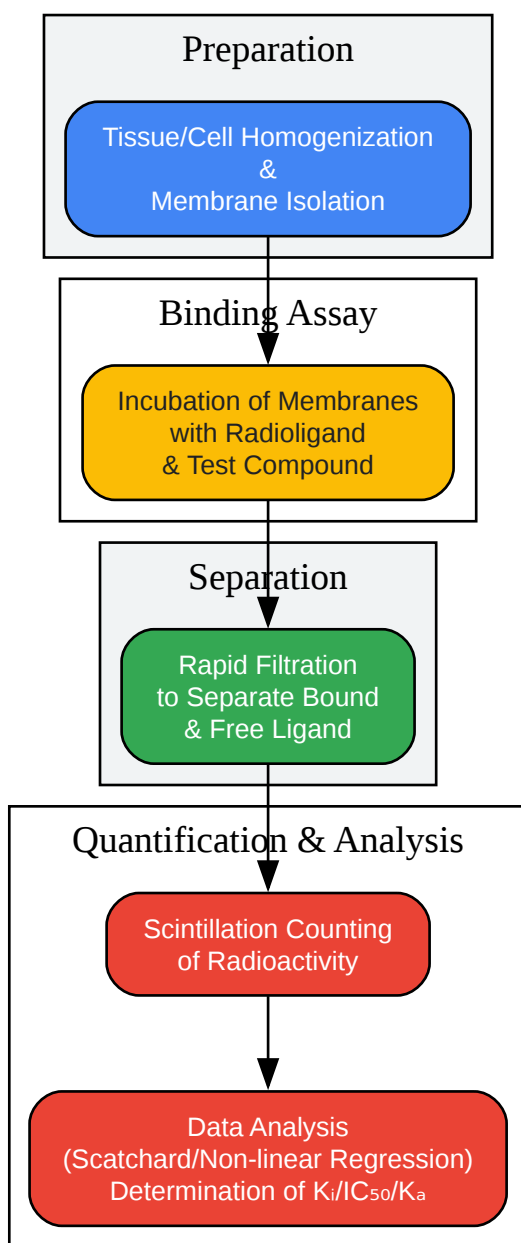 Preparation
Tissue/Cell Homogenization
&
Membrane Isolation
Binding Assay
Incubation of Membranes
with Radioligand
& Test Compound
Separation
Rapid Filtration
to Separate Bound
& Free Ligand
Quantification & Analysis
Scintillation Counting
of Radioactivity
Data Analysis
(Scatchard/Non-linear Regression)
Determination of Kᵢ/IC₅₀/Kₐ